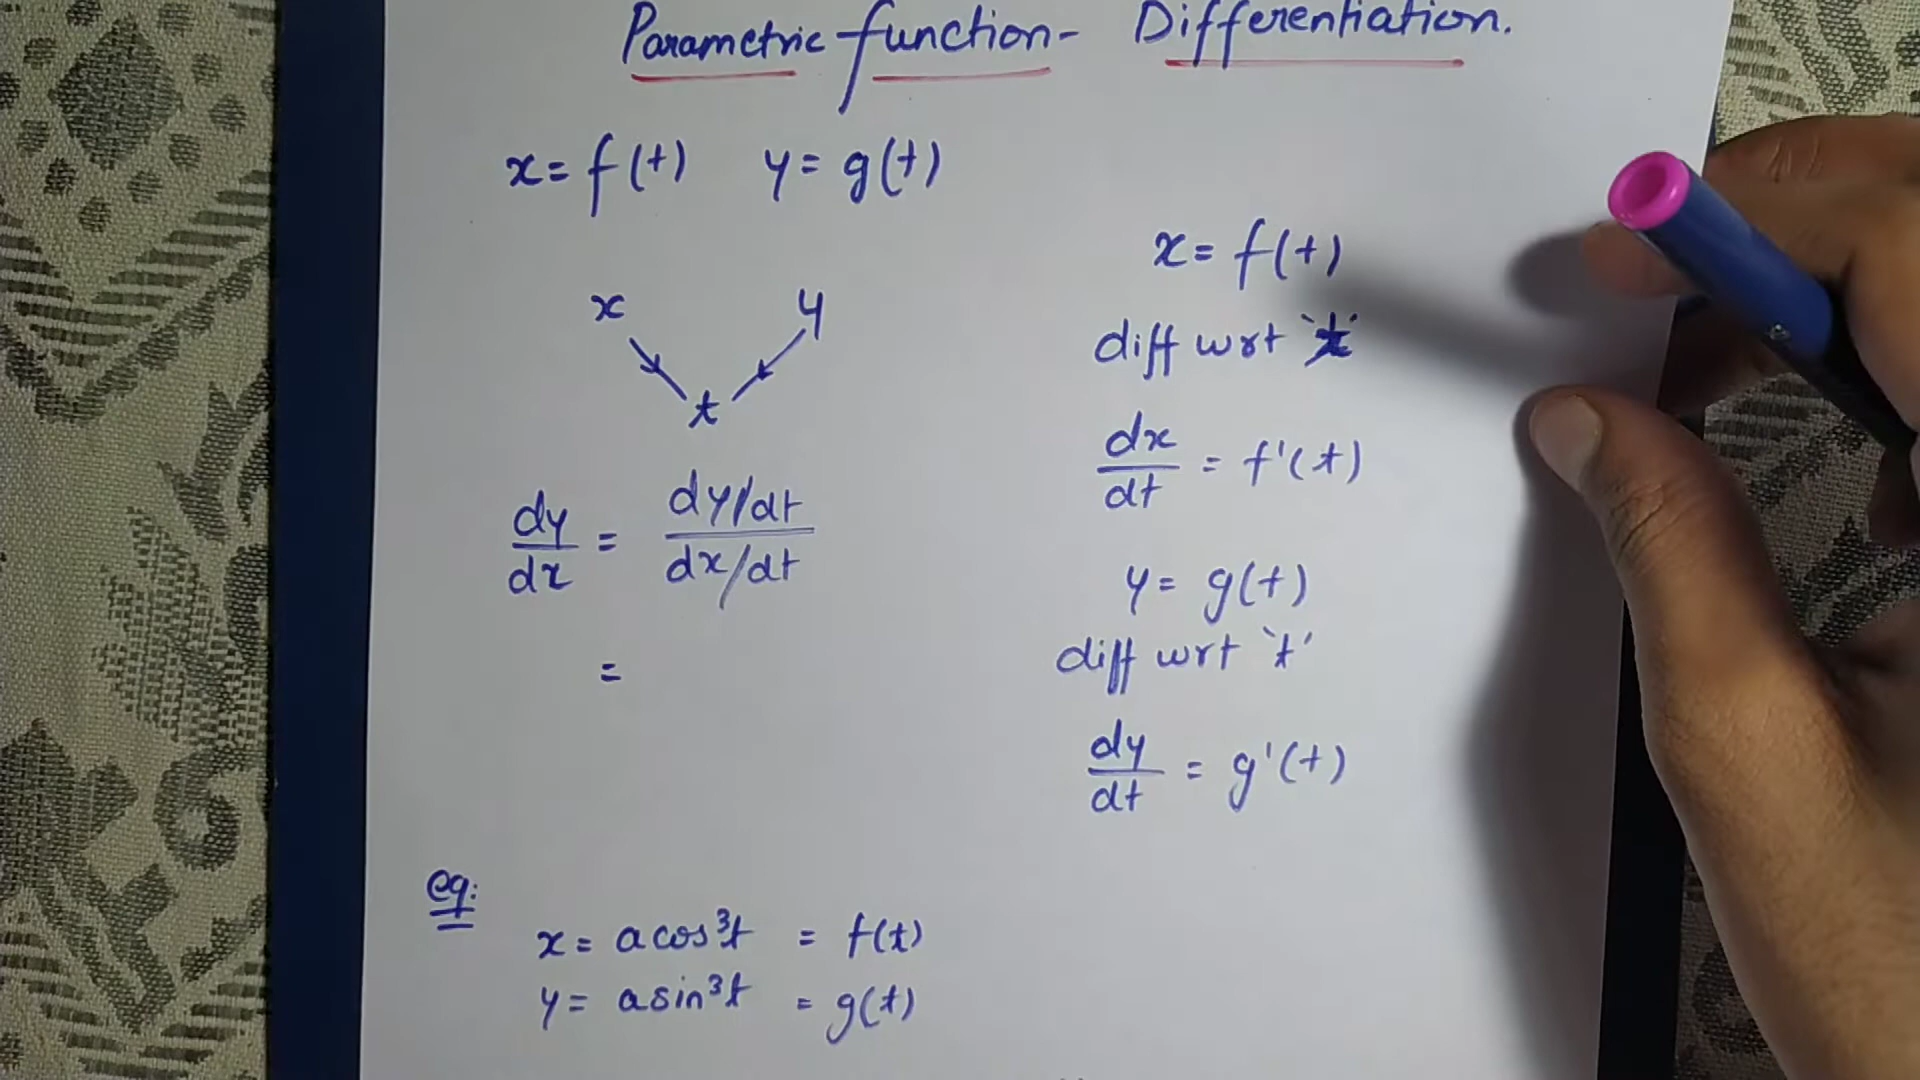 Parametric function - Differentiation.
x = f(t) y = g(t)
x y
t
dy/dx = dy/dt / dx/dt
=
x = f(t)
diff wrt 't'
dx/dt = f'(t)
y = g(t)
diff wrt 't'
dy/dt = g'(t)
eg:
x = a cos³t = f(t)
y = a sin³t = g(t)